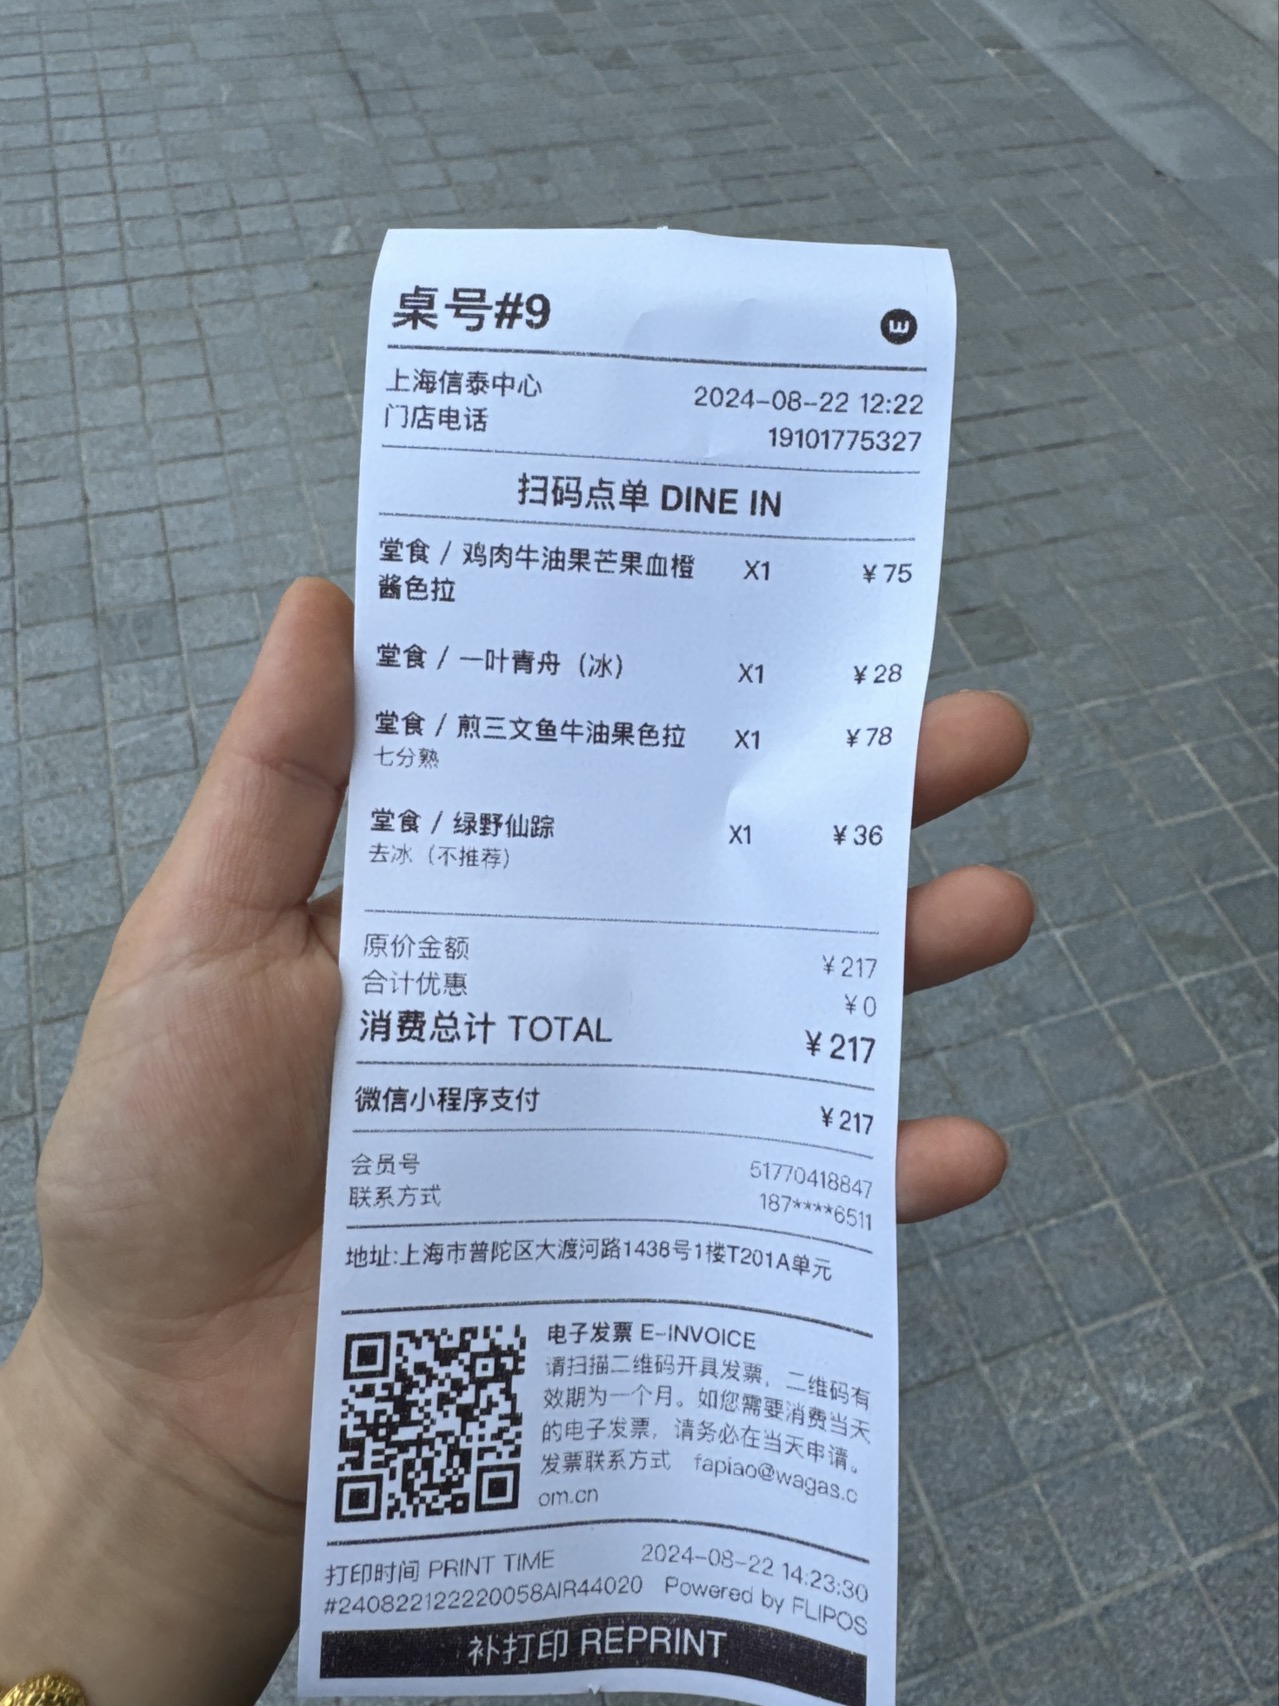 桌号#9
上海信泰中心 2024-08-22 12:22
门店电话 19101775327
扫码点单 DINE IN
堂食 / 鸡肉牛油果芒果血橙 X1 ¥75
酱色拉
堂食 / 一叶青舟（冰） X1 ¥28
堂食 / 煎三文鱼牛油果色拉 X1 ¥78
七分熟
堂食 / 绿野仙踪 X1 ¥36
去冰（不推荐）
原价金额 ¥217
合计优惠 ¥0
消费总计 TOTAL ¥217
微信小程序支付 ¥217
会员号 51770418847
联系方式 187****6511
地址:上海市普陀区大渡河路1438号1楼T201A单元
电子发票 E-INVOICE
请扫描二维码开具发票，二维码有
效期为一个月。如您需要消费当天
的电子发票，请务必在当天申请。
发票联系方式 fapiao@wagas.c
om.cn
打印时间 PRINT TIME 2024-08-22 14:23:30
#240822122220058AIR44020 Powered by FLIPOS
补打印 REPRINT